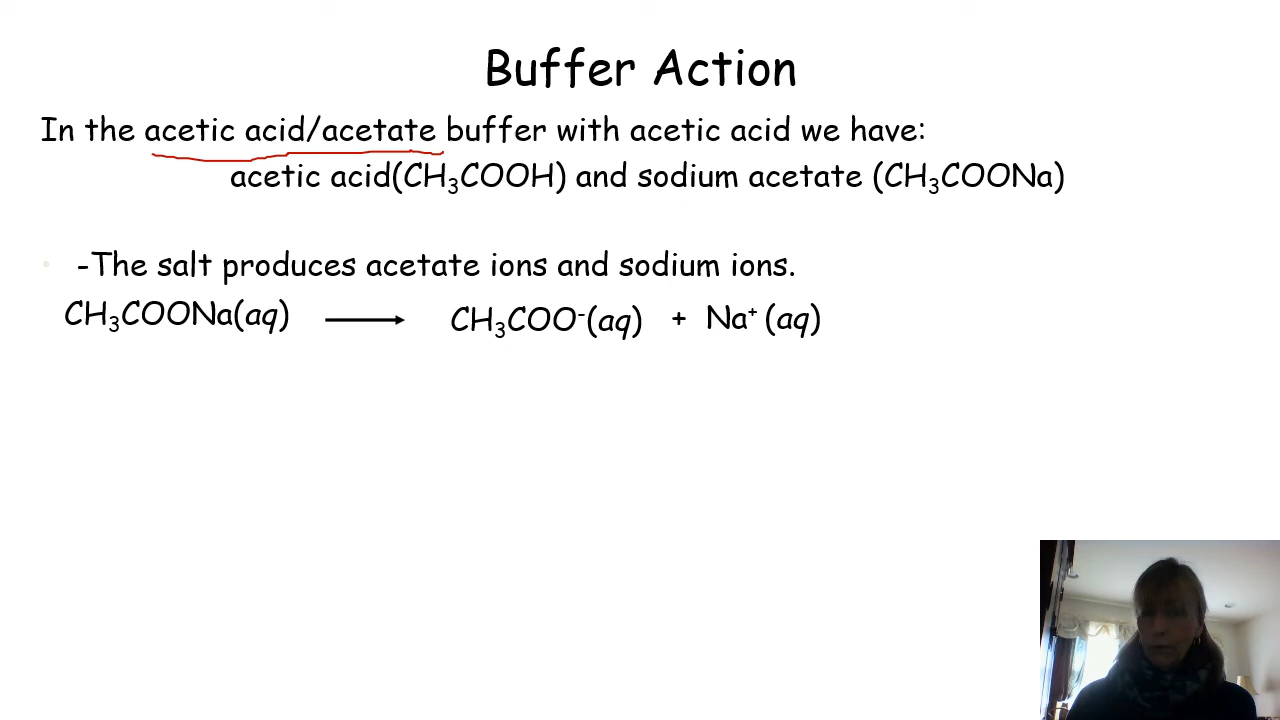 Buffer Action
In the acetic acid/acetate buffer with acetic acid we have:
acetic acid(CH₃COOH) and sodium acetate (CH₃COONa)
• -The salt produces acetate ions and sodium ions.
CH₃COONa(aq) ⟶ CH₃COO⁻(aq) + Na⁺ (aq)